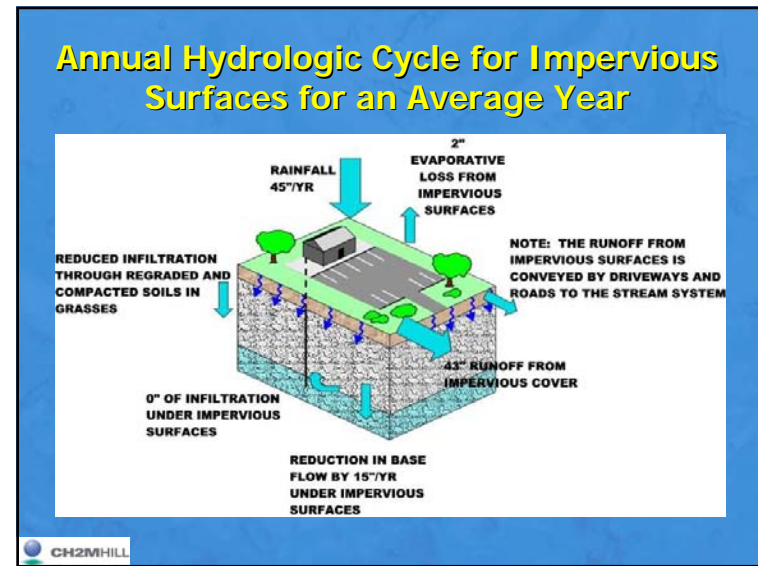 Annual Hydrologic Cycle for Impervious
Surfaces for an Average Year
RAINFALL
45"/YR
2"
EVAPORATIVE
LOSS FROM
IMPERVIOUS
SURFACES
REDUCED INFILTRATION
THROUGH REGRADED AND
COMPACTED SOILS IN
GRASSES
NOTE: THE RUNOFF FROM
IMPERVIOUS SURFACES IS
CONVEYED BY DRIVEWAYS AND
ROADS TO THE STREAM SYSTEM
43" RUNOFF FROM
IMPERVIOUS COVER
0" OF INFILTRATION
UNDER IMPERVIOUS
SURFACES
REDUCTION IN BASE
FLOW BY 15"/YR
UNDER IMPERVIOUS
SURFACES
CH2MHILL